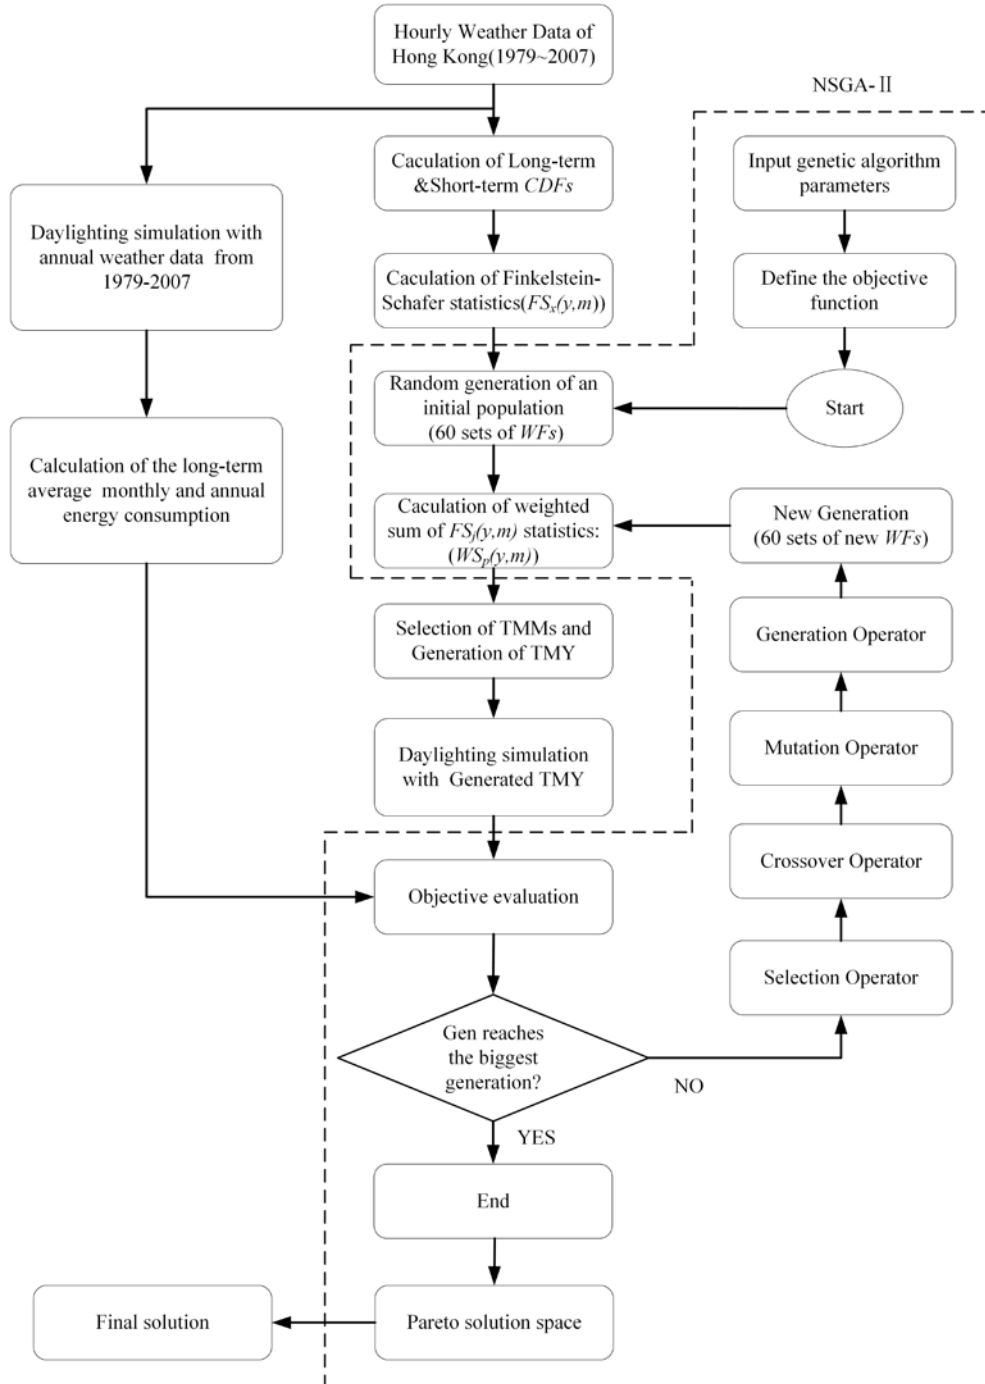 Hourly Weather Data of
Hong Kong(1979~2007)
NSGA-Ⅱ
Caculation of Long-term
&Short-term CDFs
Input genetic algorithm
parameters
Daylighting simulation with
annual weather data from
1979-2007
Caculation of Finkelstein-
Schafer statistics(FSx(y,m))
Define the objective
function
Random generation of an
initial population
(60 sets of WFs)
Start
Calculation of the long-term
average monthly and annual
energy consumption
Caculation of weighted
sum of FSj(y,m) statistics:
(WSp(y,m))
New Generation
(60 sets of new WFs)
Selection of TMMs and
Generation of TMY
Generation Operator
Daylighting simulation
with Generated TMY
Mutation Operator
Crossover Operator
Objective evaluation
Selection Operator
Gen reaches
the biggest
generation?
NO
YES
End
Final solution
Pareto solution space